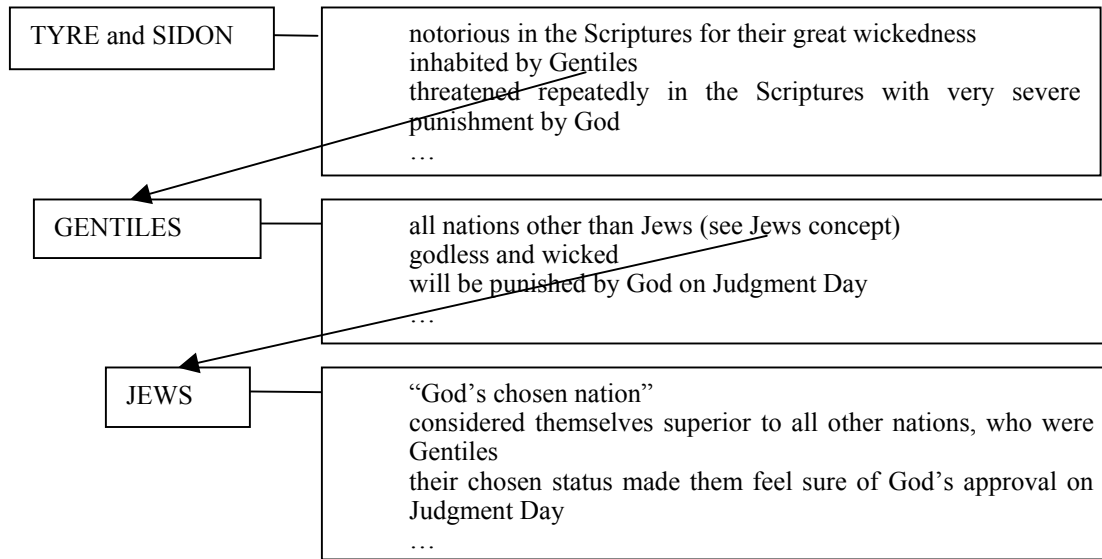 TYRE and SIDON
notorious in the Scriptures for their great wickedness
inhabited by Gentiles
threatened repeatedly in the Scriptures with very severe
punishment by God
…
GENTILES
all nations other than Jews (see Jews concept)
godless and wicked
will be punished by God on Judgment Day
…
JEWS
“God’s chosen nation”
considered themselves superior to all other nations, who were
Gentiles
their chosen status made them feel sure of God’s approval on
Judgment Day
…